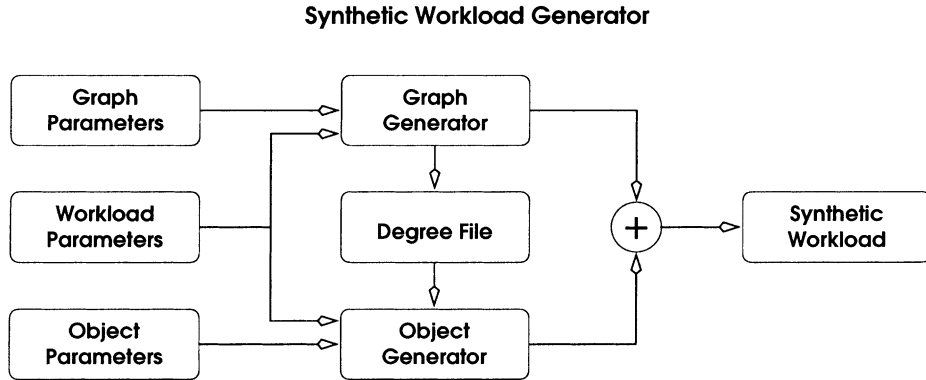 Synthetic Workload Generator
Graph
Parameters
Graph
Generator
Workload
Parameters
Degree File
+
Synthetic
Workload
Object
Parameters
Object
Generator